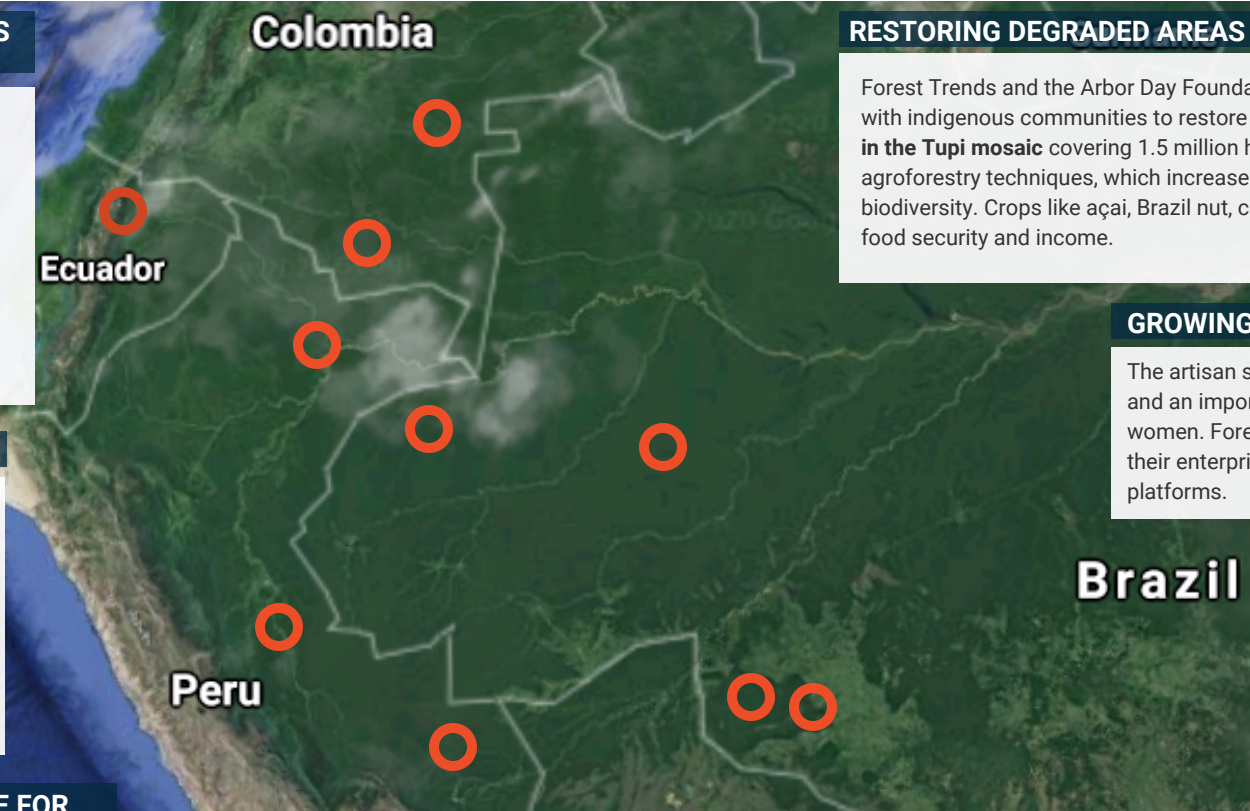 S
Colombia
RESTORING DEGRADED AREAS
Forest Trends and the Arbor Day Founda
with indigenous communities to restore
in the Tupi mosaic covering 1.5 million h
agroforestry techniques, which increase
biodiversity. Crops like açai, Brazil nut, c
food security and income.
Ecuador
GROWING
The artisan s
and an impor
women. Fore
their enterpri
platforms.
Brazil
Peru
E FOR